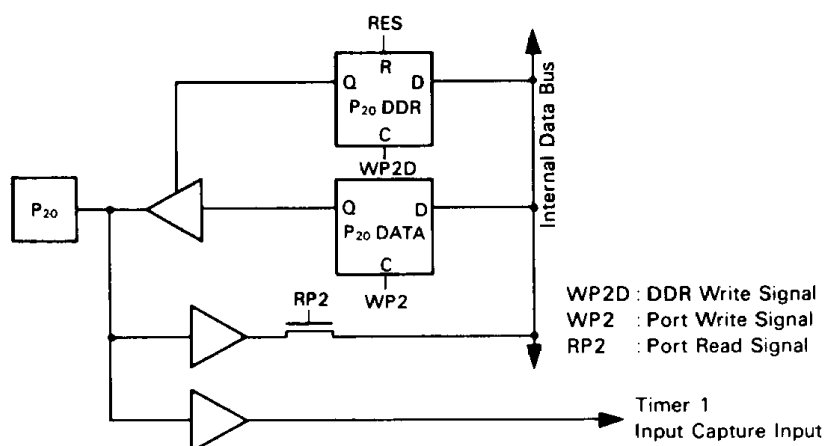 RES
R
Q D
P20 DDR
C
WP2D
Q D
P20 DATA
C
WP2
P20
RP2
Internal Data Bus
WP2D : DDR Write Signal
WP2 : Port Write Signal
RP2 : Port Read Signal
Timer 1
Input Capture Input